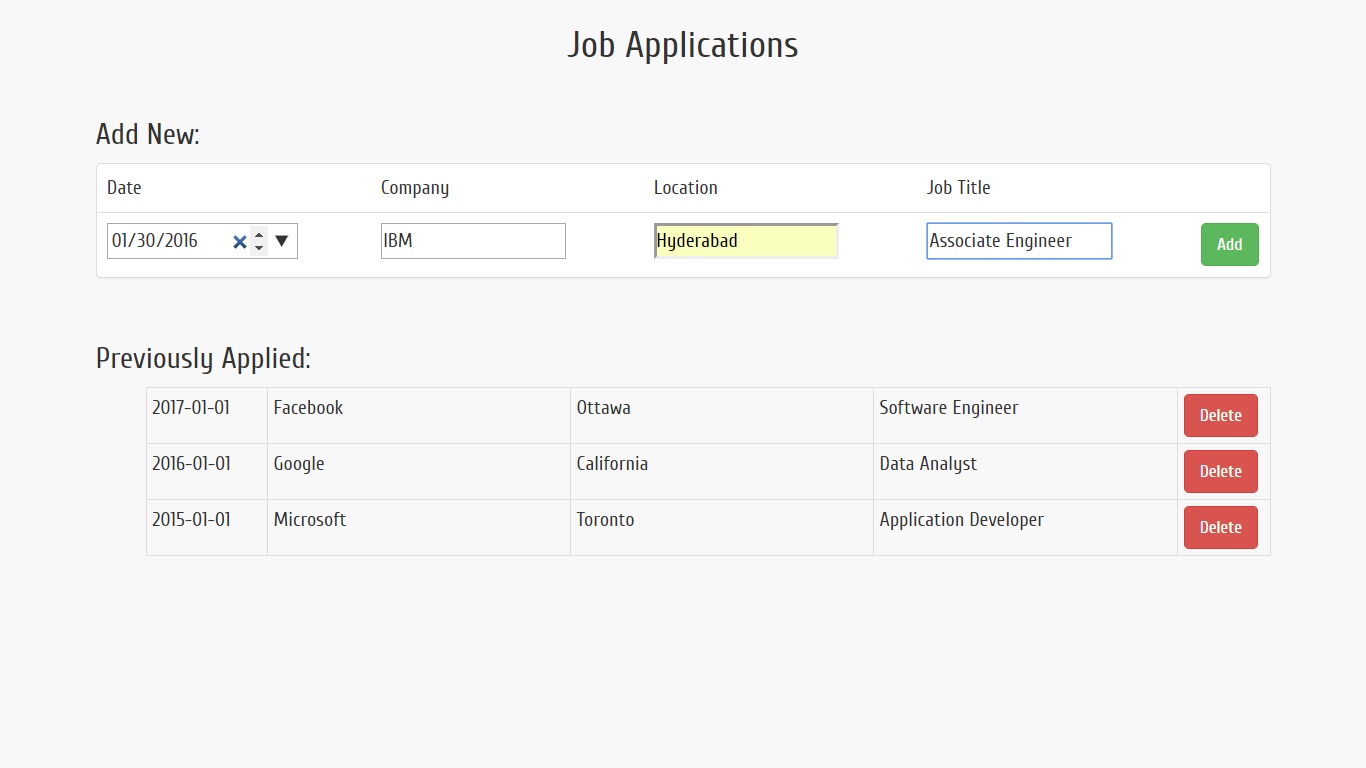 Job Applications
Add New:
Date Company Location Job Title
01/30/2016 IBM Hyderabad Associate Engineer Add
Previously Applied:
2017-01-01 Facebook Ottawa Software Engineer Delete
2016-01-01 Google California Data Analyst Delete
2015-01-01 Microsoft Toronto Application Developer Delete